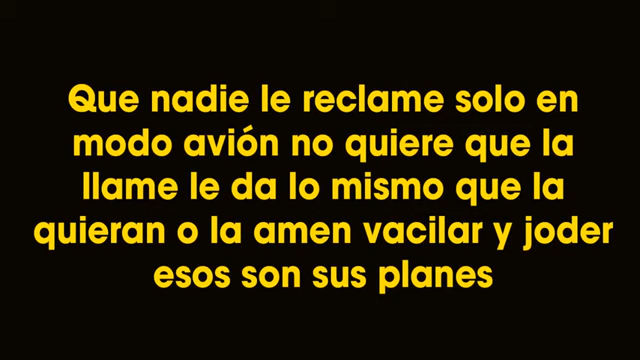 Que nadie le reclame solo en
modo avión no quiere que la
llame le da lo mismo que la
quieran o la amen vacilar y joder
esos son sus planes